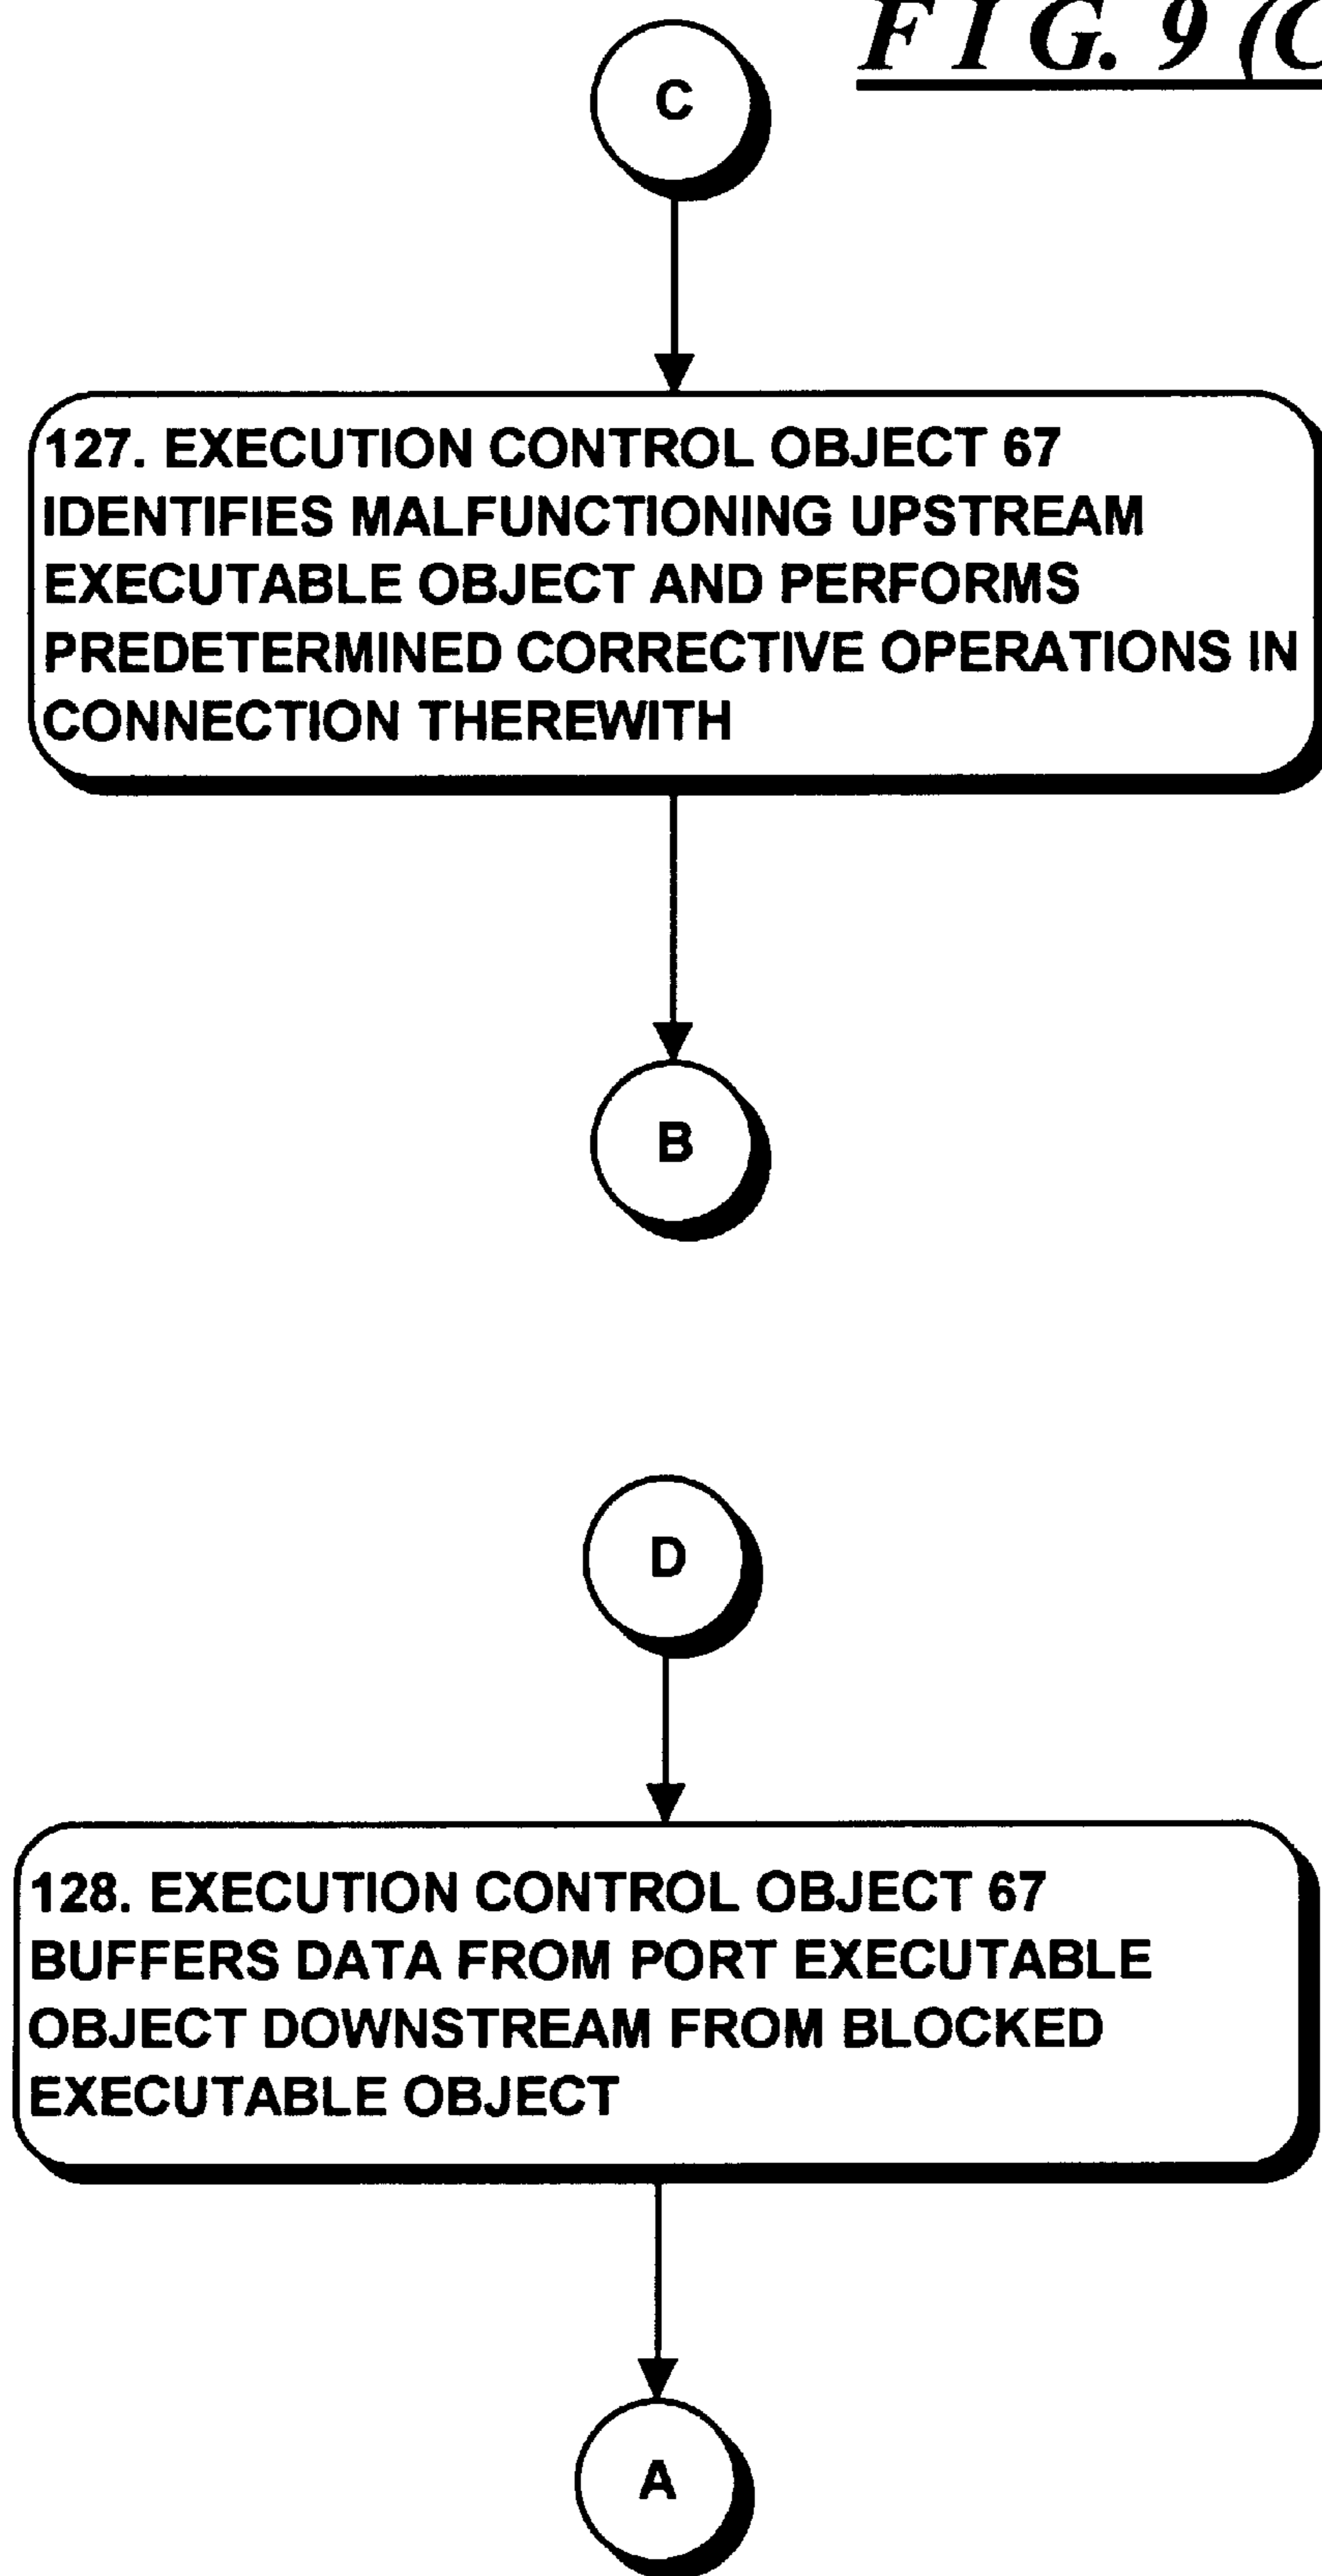 F I G. 9 (C
C
127. EXECUTION CONTROL OBJECT 67
IDENTIFIES MALFUNCTIONING UPSTREAM
EXECUTABLE OBJECT AND PERFORMS
PREDETERMINED CORRECTIVE OPERATIONS IN
CONNECTION THEREWITH
B
D
128. EXECUTION CONTROL OBJECT 67
BUFFERS DATA FROM PORT EXECUTABLE
OBJECT DOWNSTREAM FROM BLOCKED
EXECUTABLE OBJECT
A